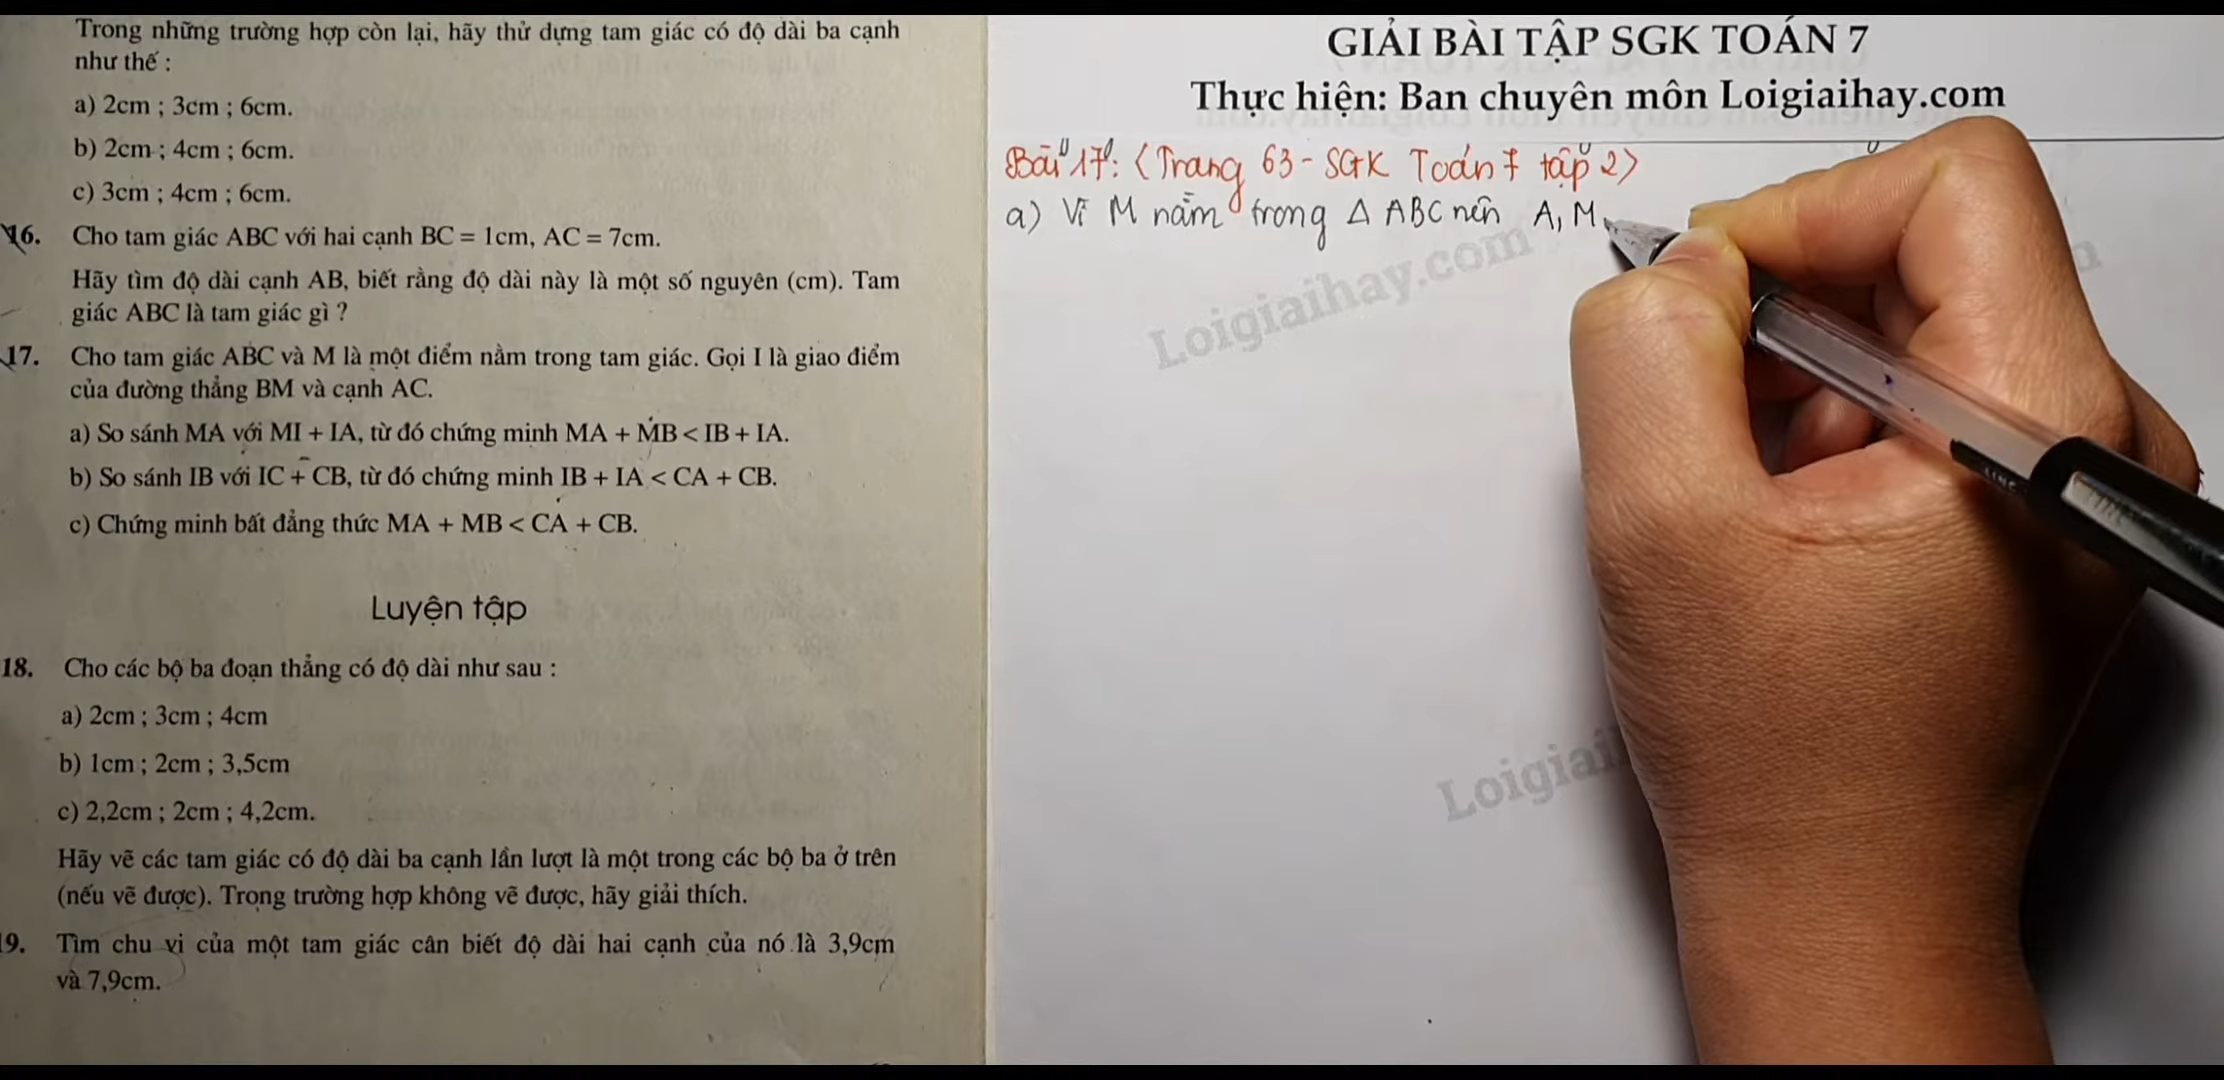 Trong những trường hợp còn lại, hãy thử dựng tam giác có độ dài ba cạnh
như thế :
a) 2cm ; 3cm ; 6cm.
b) 2cm ; 4cm ; 6cm.
c) 3cm ; 4cm ; 6cm.
16. Cho tam giác ABC với hai cạnh BC = 1cm, AC = 7cm.
Hãy tìm độ dài cạnh AB, biết rằng độ dài này là một số nguyên (cm). Tam
giác ABC là tam giác gì ?
17. Cho tam giác ABC và M là một điểm nằm trong tam giác. Gọi I là giao điểm
của đường thẳng BM và cạnh AC.
a) So sánh MA với MI + IA, từ đó chứng minh MA + MB < IB + IA.
b) So sánh IB với IC + CB, từ đó chứng minh IB + IA < CA + CB.
c) Chứng minh bất đẳng thức MA + MB < CA + CB.
Luyện tập
18. Cho các bộ ba đoạn thẳng có độ dài như sau :
a) 2cm ; 3cm ; 4cm
b) 1cm ; 2cm ; 3,5cm
c) 2,2cm ; 2cm ; 4,2cm.
Hãy vẽ các tam giác có độ dài ba cạnh lần lượt là một trong các bộ ba ở trên
(nếu vẽ được). Trong trường hợp không vẽ được, hãy giải thích.
19. Tìm chu vi của một tam giác cân biết độ dài hai cạnh của nó là 3,9cm
và 7,9cm.
GIẢI BÀI TẬP SGK TOÁN 7
Thực hiện: Ban chuyên môn Loigiaihay.com
Bài 17: (Trang 63 - SGK Toán 7 tập 2)
a) Vì M nằm trong Δ ABC nên A, M,
Loigiaihay.com